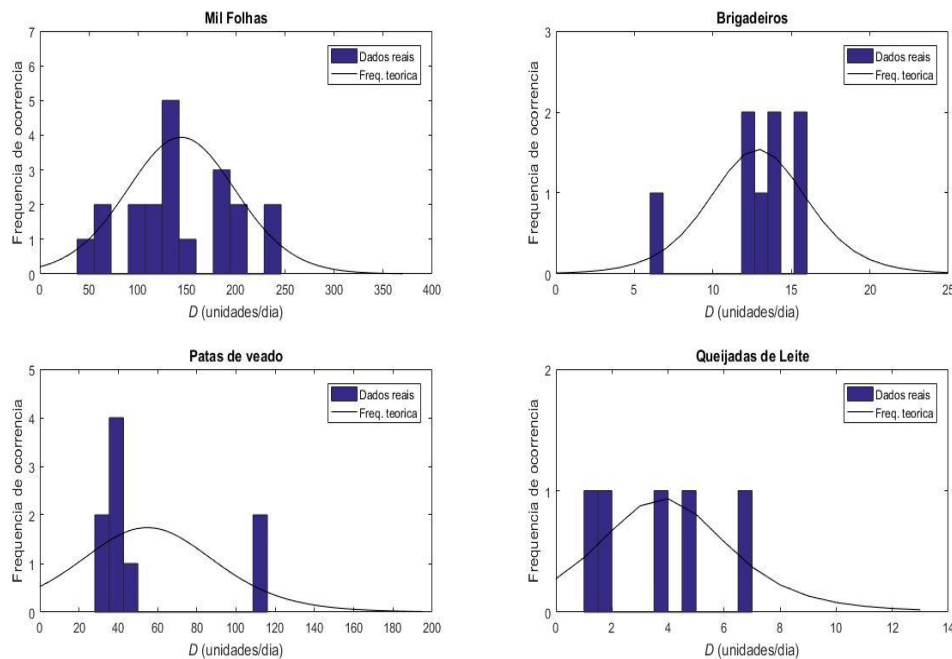 Mil Folhas
Frequencia de ocorrencia
7
6
5
4
3
2
1
0
Dados reais
Freq. teorica
0 50 100 150 200 250 300 350 400
D (unidades/dia)
Brigadeiros
Frequencia de ocorrencia
3
2
1
0
Dados reais
Freq. teorica
0 5 10 15 20 25
D (unidades/dia)
Patas de veado
Frequencia de ocorrencia
5
4
3
2
1
0
Dados reais
Freq. teorica
0 20 40 60 80 100 120 140 160 180 200
D (unidades/dia)
Queijadas de Leite
Frequencia de ocorrencia
2
1
0
Dados reais
Freq. teorica
0 2 4 6 8 10 12 14
D (unidades/dia)